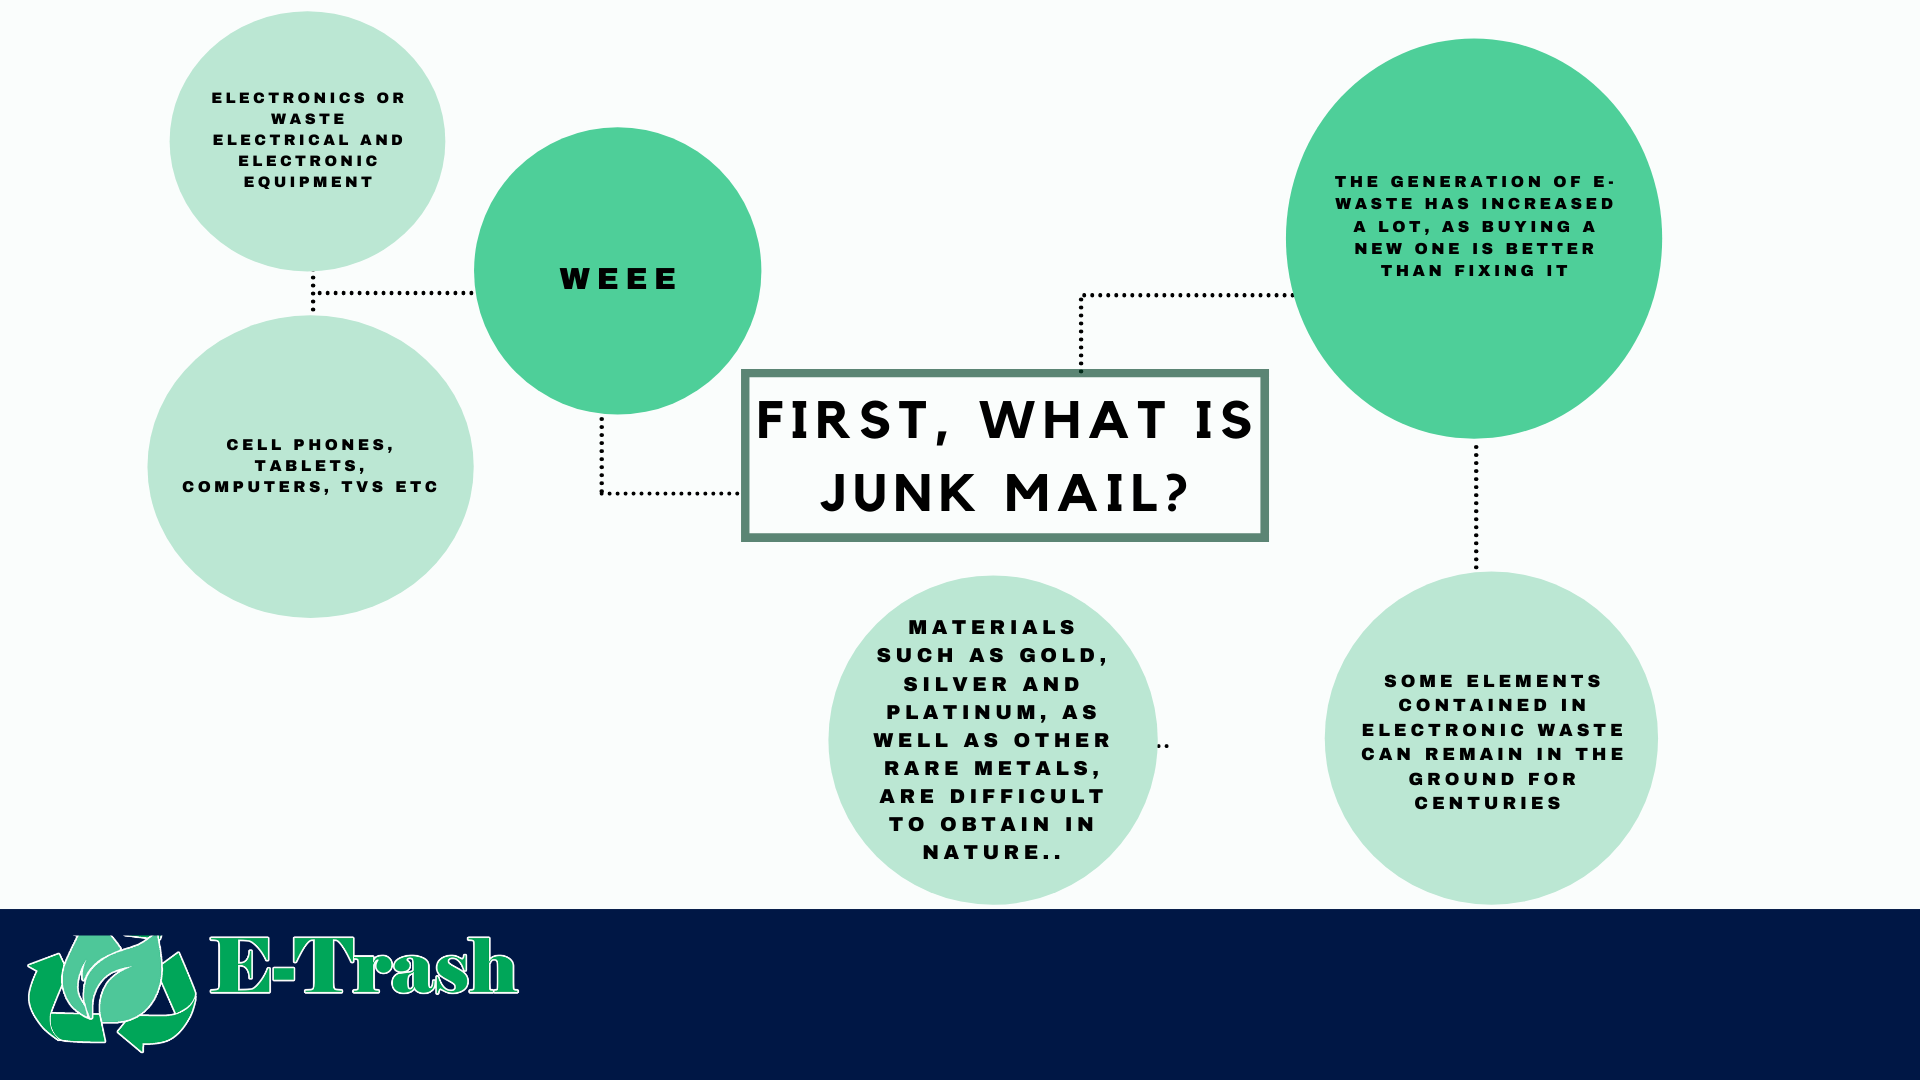 ELECTRONICS OR
WASTE
ELECTRICAL AND
ELECTRONIC
EQUIPMENT
WEEE
CELL PHONES,
TABLETS,
COMPUTERS, TVS ETC
FIRST, WHAT IS
JUNK MAIL?
THE GENERATION OF E-
WASTE HAS INCREASED
A LOT, AS BUYING A
NEW ONE IS BETTER
THAN FIXING IT
MATERIALS
SUCH AS GOLD,
SILVER AND
PLATINUM, AS
WELL AS OTHER
RARE METALS,
ARE DIFFICULT
TO OBTAIN IN
NATURE..
SOME ELEMENTS
CONTAINED IN
ELECTRONIC WASTE
CAN REMAIN IN THE
GROUND FOR
CENTURIES
E-Trash